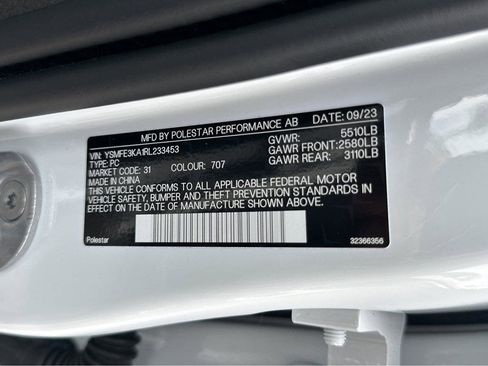 MFD BY POLESTAR PERFORMANCE AB DATE: 09/23
VIN: YSMFE3KA1RL233453 GVWR: 5510LB
TYPE: PC GAWR FRONT: 2580LB
MARKET CODE: 31 COLOUR: 707 GAWR REAR: 3110LB
MADE IN CHINA
THIS VEHICLE CONFORMS TO ALL APPLICABLE FEDERAL MOTOR
VEHICLE SAFETY, BUMPER AND THEFT PREVENTION STANDARDS IN
EFFECT ON THE DATE OF MANUFACTURE SHOWN ABOVE.
Polestar 32366356